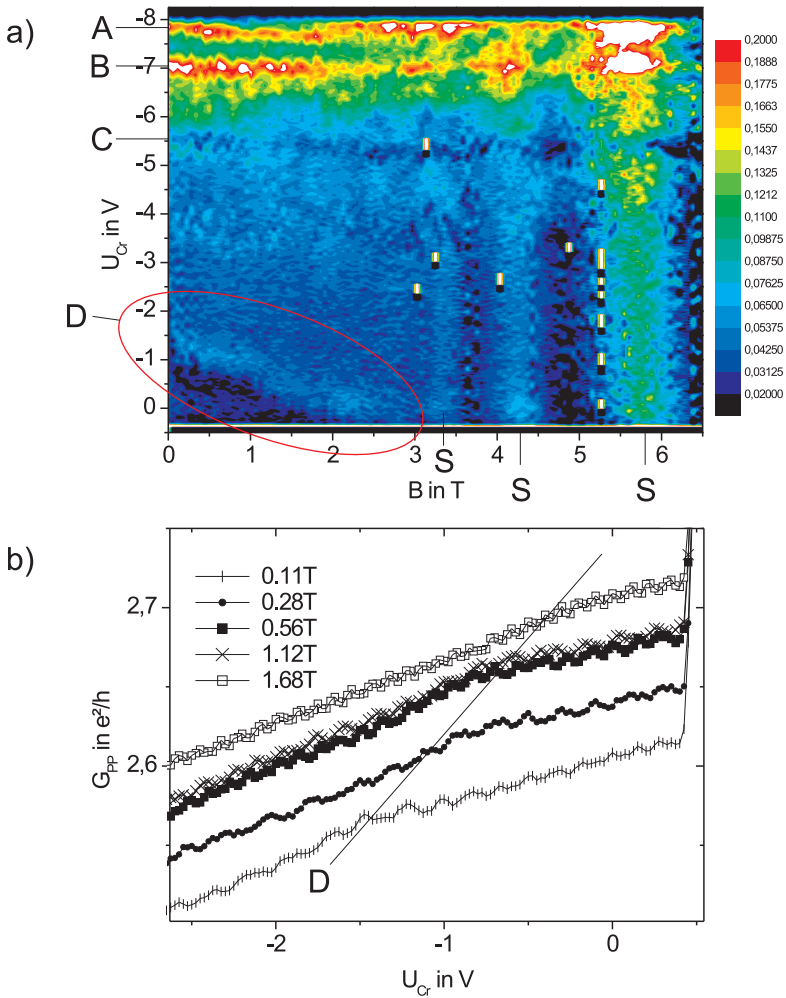 a)
A
B
C
D
-8
-7
-6
-5
-4
-3
-2
-1
0
U_Cr in V
0 1 2 3 4 5 6
B in T
S
S
S
0,2000
0,1888
0,1775
0,1663
0,1550
0,1437
0,1325
0,1212
0,1100
0,09875
0,08750
0,07625
0,06500
0,05375
0,04250
0,03125
0,02000
b)
0.11T
0.28T
0.56T
1.12T
1.68T
2,7
2,6
G_PP in e²/h
D
-2 -1 0
U_Cr in V